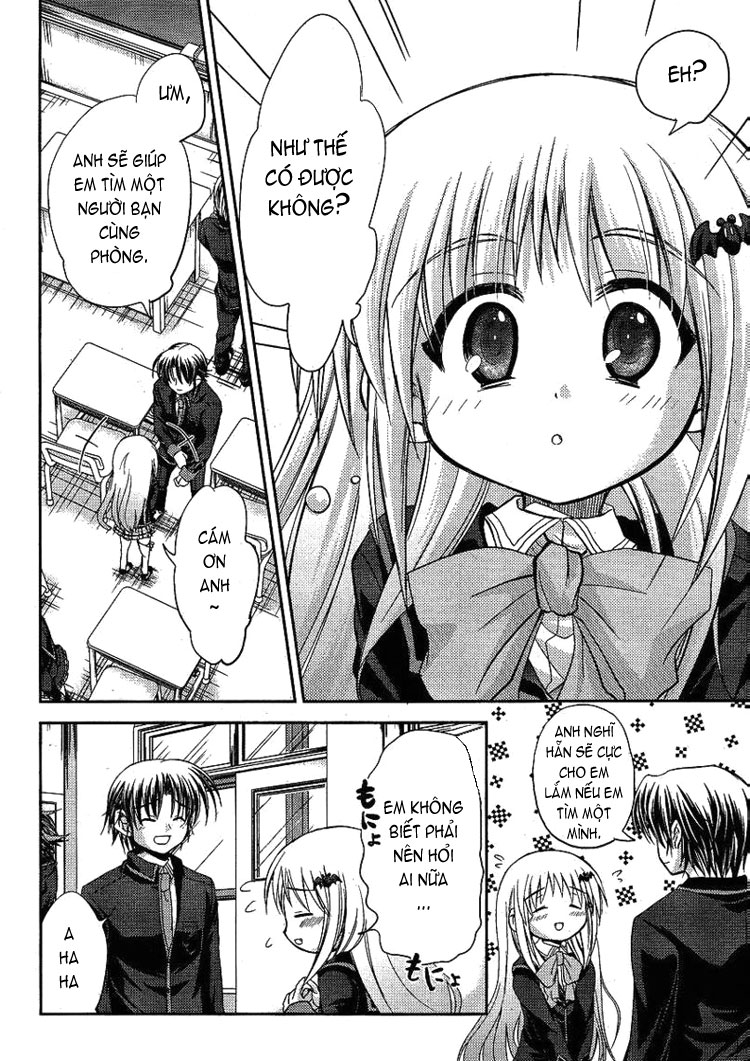 EH?
NHƯ THẾ
CÓ ĐƯỢC
KHÔNG?
ƯM,
ANH SẼ GIÚP
EM TÌM MỘT
NGƯỜI BẠN
CÙNG
PHÒNG.
CÁM
ƠN
ANH
~
ANH NGHĨ
HẲN SẼ CỰC
CHO EM
LẮM NẾU EM
TÌM MỘT
MÌNH.
EM KHÔNG
BIẾT PHẢI
NÊN HỎI
AI NỮA
...
もにょ
もにょ
A
HA
HA